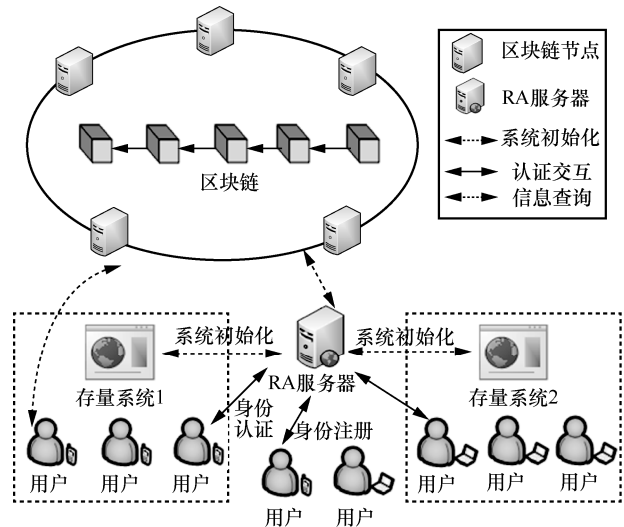 区块链节点
RA服务器
系统初始化
认证交互
信息查询
区块链
系统初始化
系统初始化
存量系统1
RA服务器
存量系统2
身份
认证
身份注册
用户
用户
用户
用户
用户
用户
用户
用户